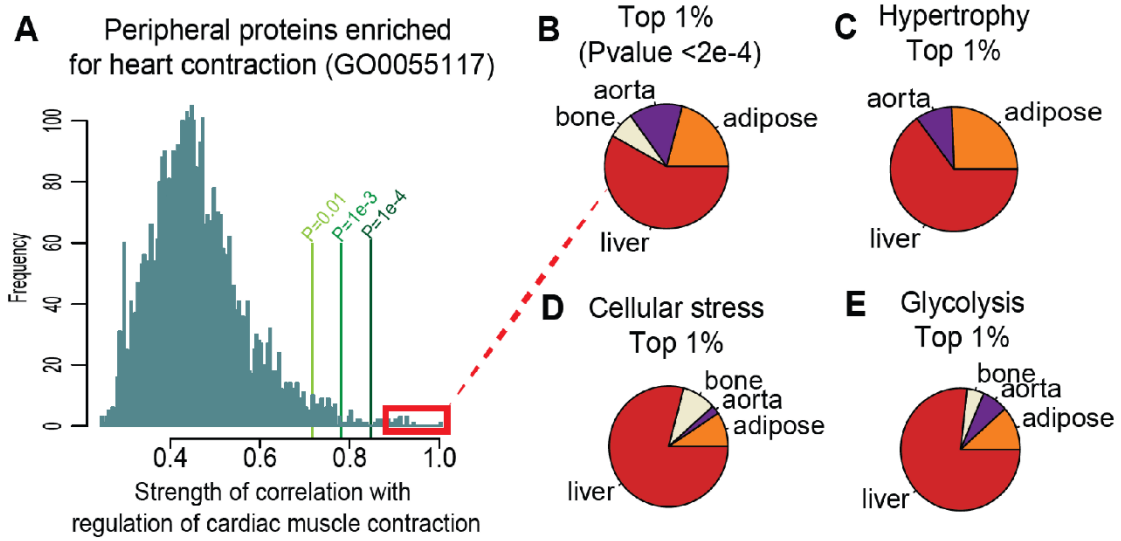 A
Peripheral proteins enriched
for heart contraction (GO0055117)
Frequency
100
80
60
40
20
0
P=0.01
P=1e-3
P=1e-4
0.4
0.6
0.8
1.0
Strength of correlation with
regulation of cardiac muscle contraction
B
Top 1%
(Pvalue <2e-4)
aorta
bone
adipose
liver
C
Hypertrophy
Top 1%
aorta
adipose
liver
D
Cellular stress
Top 1%
bone
aorta
adipose
liver
E
Glycolysis
Top 1%
bone
aorta
adipose
liver